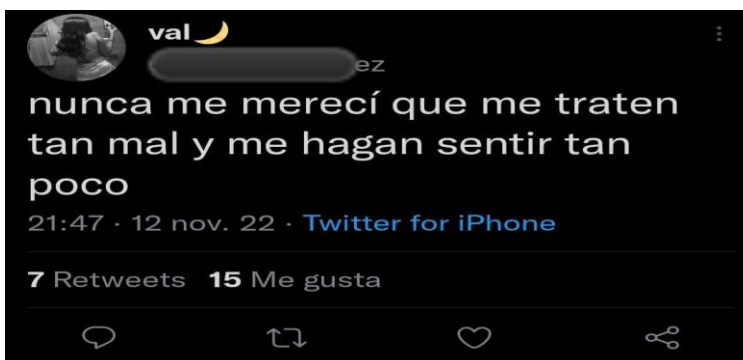 val🌙
ez
nunca me merecí que me traten
tan mal y me hagan sentir tan
poco
21:47 · 12 nov. 22 · Twitter for iPhone
7 Retweets 15 Me gusta